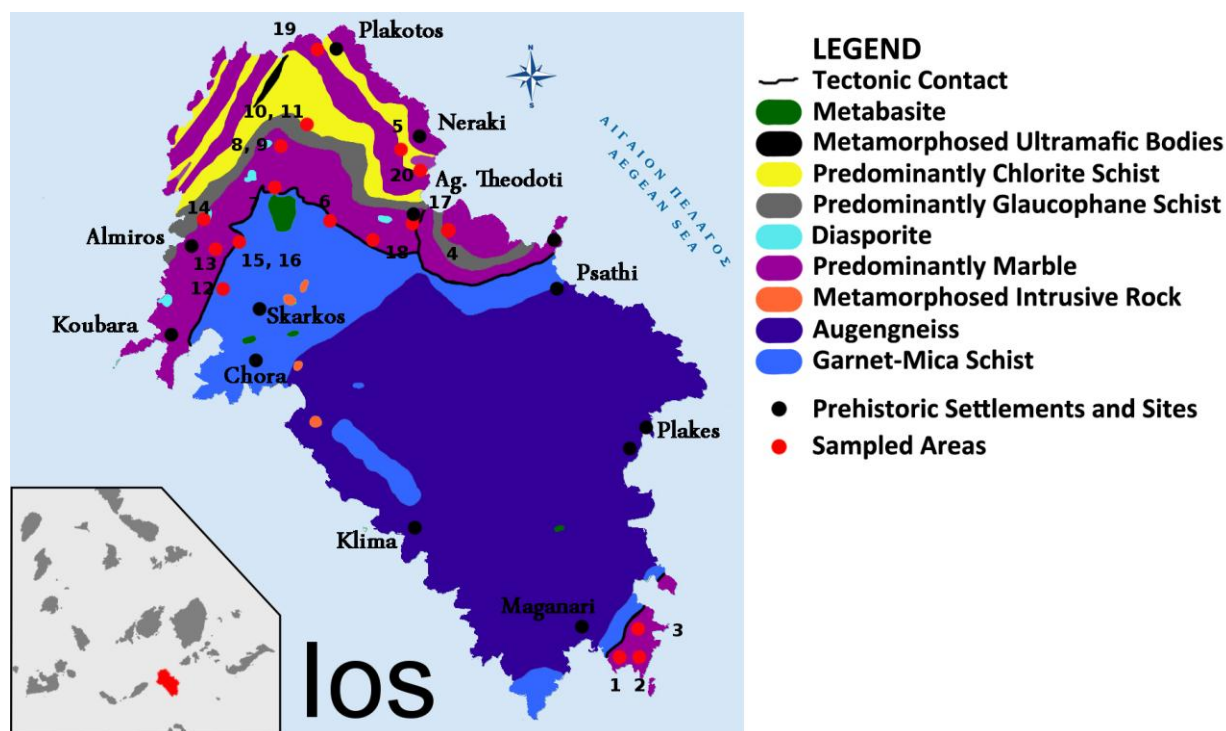 19
Plakotos
N
S
10, 11
5
Neraki
8, 9
20
Ag. Theodoti
ΑΙΓΑΙΟΝ ΠΕΛΑΓΟΣ
AEGEAN SEA
7
6
17
14
Almiros
18
4
13
15, 16
Psathi
12
Skarkos
Koubara
Chora
Plakes
Klima
Maganari
3
1
2
Ios
LEGEND
Tectonic Contact
Metabasite
Metamorphosed Ultramafic Bodies
Predominantly Chlorite Schist
Predominantly Glaucophane Schist
Diasporite
Predominantly Marble
Metamorphosed Intrusive Rock
Augengneiss
Garnet-Mica Schist
Prehistoric Settlements and Sites
Sampled Areas